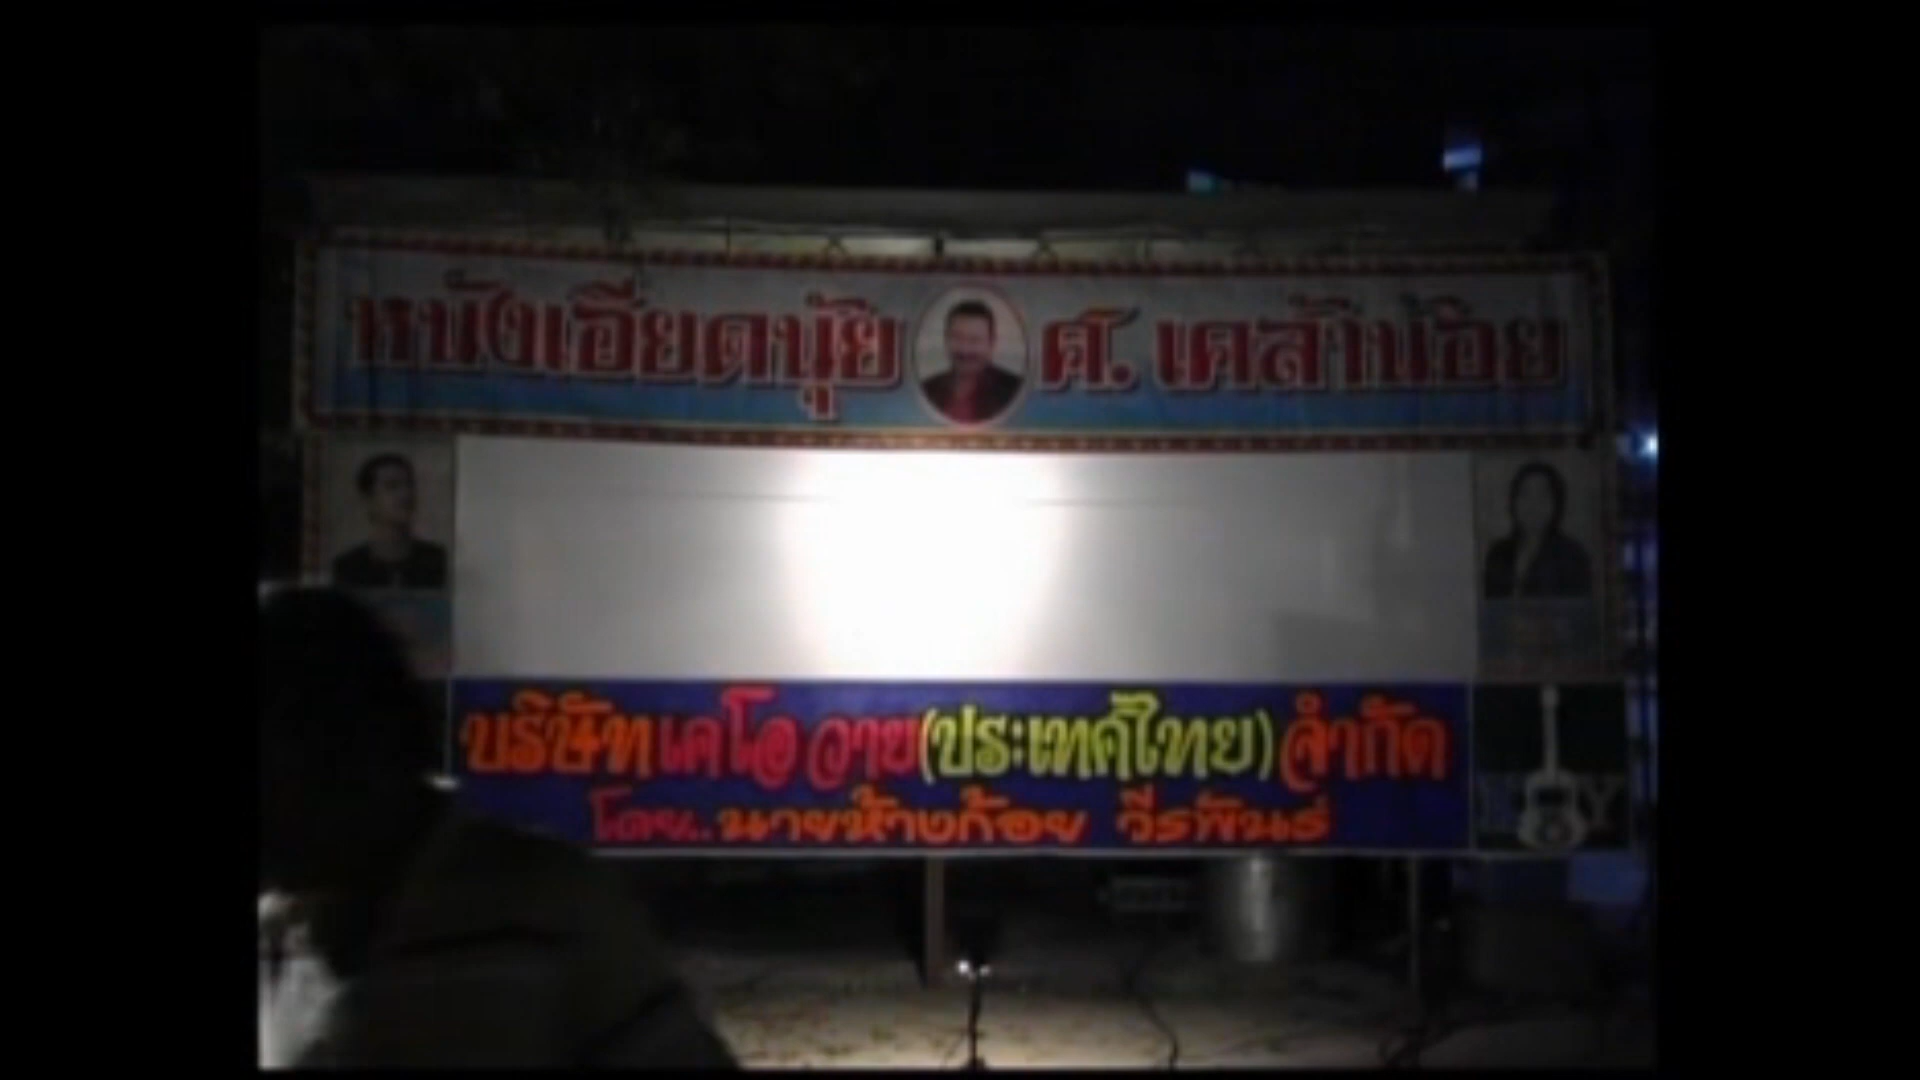 หนังเอียดนุ้ย ศ. เคล้าน้อย
บริษัทเคโอวาย(ประเทศไทย)จำกัด
โดย..นายห้างก้อย วีรพันธ์